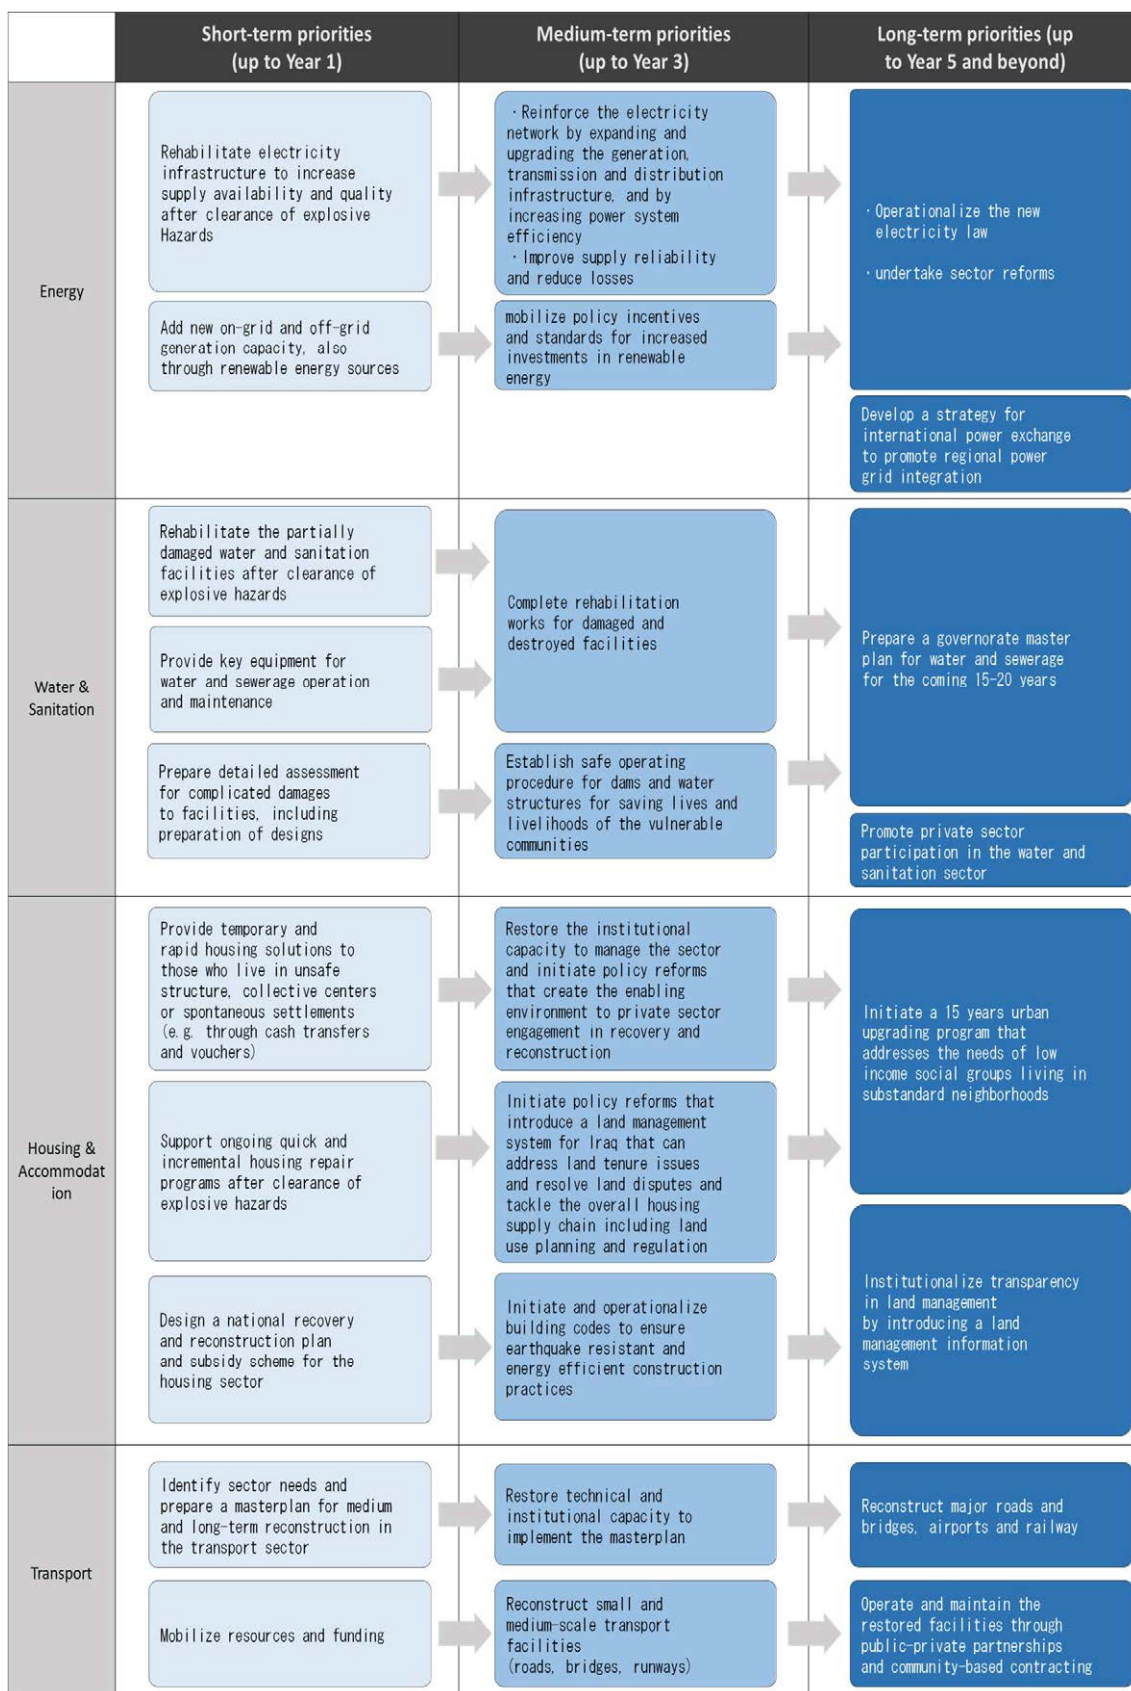 Short-term priorities
(up to Year 1)
Medium-term priorities
(up to Year 3)
Long-term priorities (up
to Year 5 and beyond)
Energy
Rehabilitate electricity
infrastructure to increase
supply availability and quality
after clearance of explosive
Hazards
· Reinforce the electricity
network by expanding and
upgrading the generation,
transmission and distribution
infrastructure, and by
increasing power system
efficiency
· Improve supply reliability
and reduce losses
· Operationalize the new
electricity law
· undertake sector reforms
Add new on-grid and off-grid
generation capacity, also
through renewable energy sources
mobilize policy incentives
and standards for increased
investments in renewable
energy
Develop a strategy for
international power exchange
to promote regional power
grid integration
Water &
Sanitation
Rehabilitate the partially
damaged water and sanitation
facilities after clearance of
explosive hazards
Provide key equipment for
water and sewerage operation
and maintenance
Prepare detailed assessment
for complicated damages
to facilities, including
preparation of designs
Complete rehabilitation
works for damaged and
destroyed facilities
Establish safe operating
procedure for dams and water
structures for saving lives and
livelihoods of the vulnerable
communities
Prepare a governorate master
plan for water and sewerage
for the coming 15-20 years
Promote private sector
participation in the water and
sanitation sector
Housing &
Accommodat
ion
Provide temporary and
rapid housing solutions to
those who live in unsafe
structure, collective centers
or spontaneous settlements
(e.g. through cash transfers
and vouchers)
Support ongoing quick and
incremental housing repair
programs after clearance of
explosive hazards
Design a national recovery
and reconstruction plan
and subsidy scheme for the
housing sector
Restore the institutional
capacity to manage the sector
and initiate policy reforms
that create the enabling
environment to private sector
engagement in recovery and
reconstruction
Initiate policy reforms that
introduce a land management
system for Iraq that can
address land tenure issues
and resolve land disputes and
tackle the overall housing
supply chain including land
use planning and regulation
Initiate and operationalize
building codes to ensure
earthquake resistant and
energy efficient construction
practices
Initiate a 15 years urban
upgrading program that
addresses the needs of low
income social groups living in
substandard neighborhoods
Institutionalize transparency
in land management
by introducing a land
management information
system
Transport
Identify sector needs and
prepare a masterplan for medium
and long-term reconstruction in
the transport sector
Restore technical and
institutional capacity to
implement the masterplan
Reconstruct major roads and
bridges, airports and railway
Mobilize resources and funding
Reconstruct small and
medium-scale transport
facilities
(roads, bridges, runways)
Operate and maintain the
restored facilities through
public-private partnerships
and community-based contracting